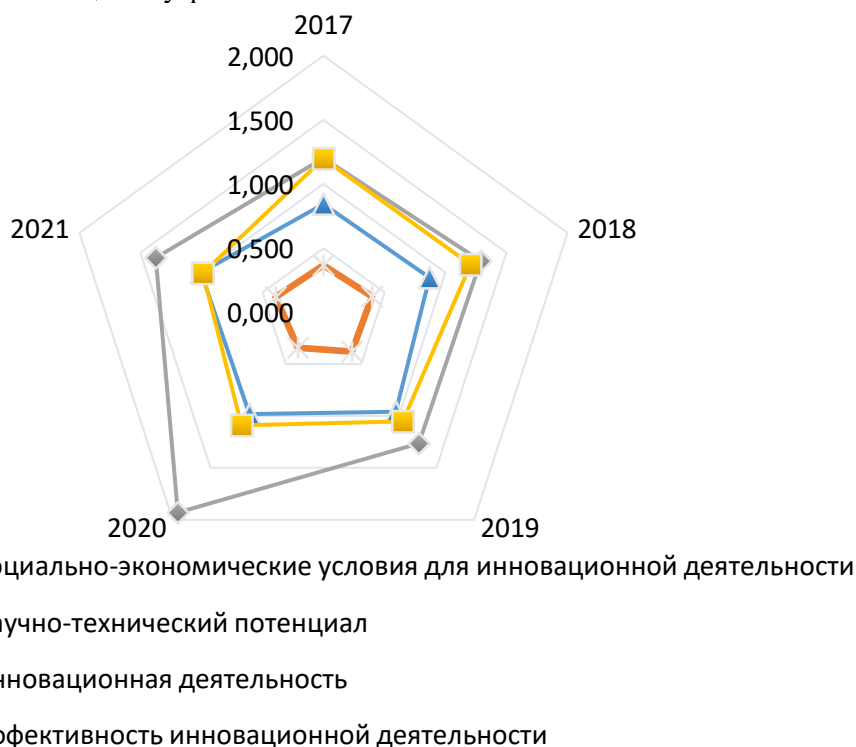 2017
2,000
1,500
1,000
2021
0,500
2018
0,000
2020
2019
оциально-экономические условия для инновационной деятельности
аучно-технический потенциал
нновационная деятельность
ффективность инновационной деятельности